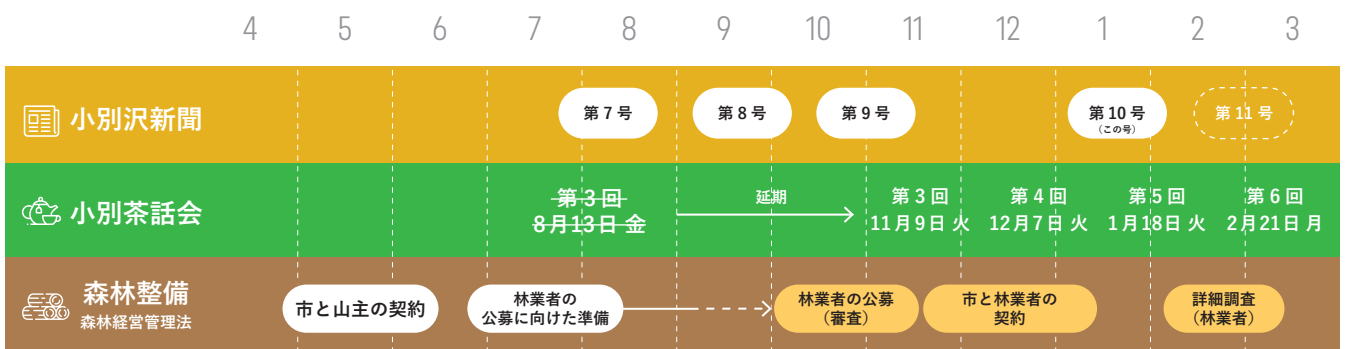 4 5 6 7 8 9 10 11 12 1 2 3
小別沢新聞
第7号
第8号
第9号
第10号
(この号)
第11号
小別茶話会
第3回
8月13日 金
延期
第3回
11月9日 火
第4回
12月7日 火
第5回
1月18日 火
第6回
2月21日 月
森林整備
森林経営管理法
市と山主の契約
林業者の
公募に向けた準備
林業者の公募
(審査)
市と林業者の
契約
詳細調査
(林業者)